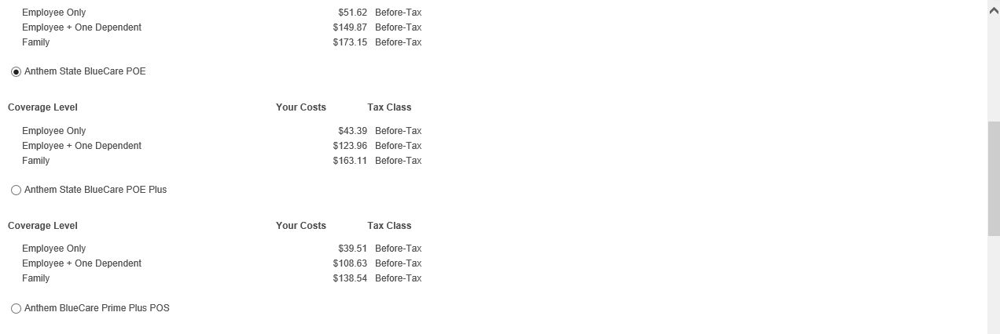 Employee Only $51.62 Before-Tax
Employee + One Dependent $149.87 Before-Tax
Family $173.15 Before-Tax
Anthem State BlueCare POE
Coverage Level Your Costs Tax Class
Employee Only $43.39 Before-Tax
Employee + One Dependent $123.96 Before-Tax
Family $163.11 Before-Tax
Anthem State BlueCare POE Plus
Coverage Level Your Costs Tax Class
Employee Only $39.51 Before-Tax
Employee + One Dependent $108.63 Before-Tax
Family $138.54 Before-Tax
Anthem BlueCare Prime Plus POS